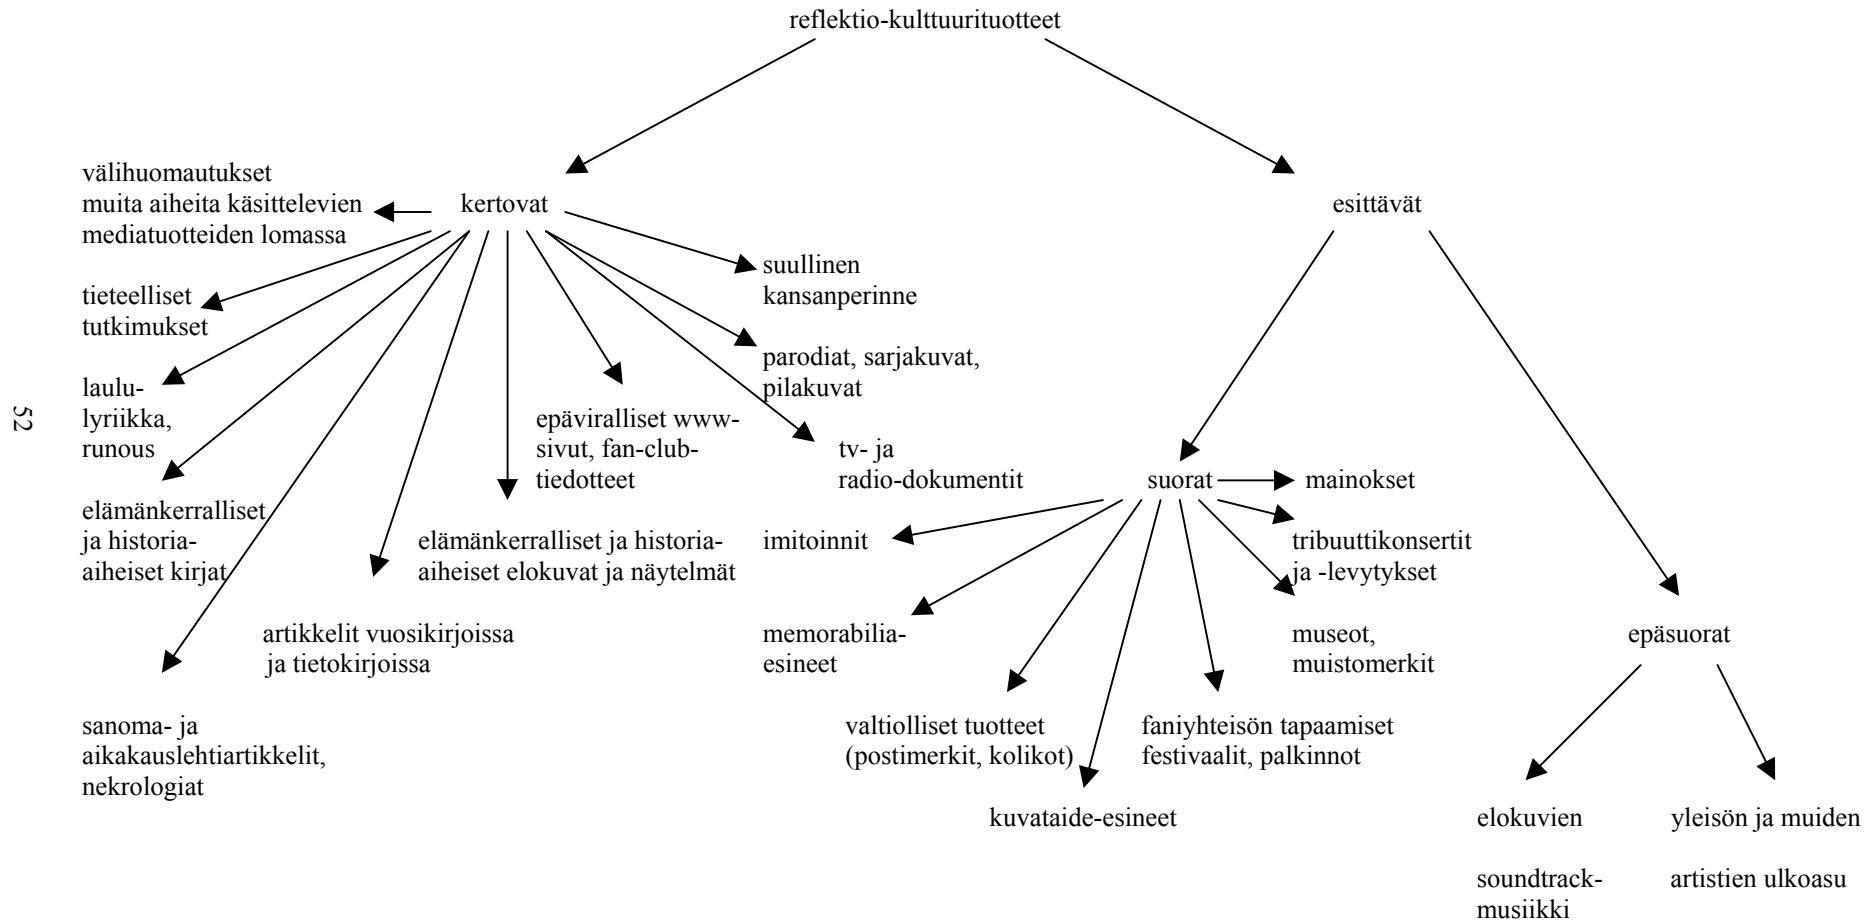 reflektio-kulttuurituotteet
välihuomautukset
muita aiheita käsittelevien
mediatuotteiden lomassa
kertovat
esittävät
suullinen
kansanperinne
tieteelliset
tutkimukset
parodiat, sarjakuvat,
pilakuvat
laulu-
lyriikka,
runous
52
epäviralliset www-
sivut, fan-club-
tiedotteet
tv- ja
radio-dokumentit
suorat
mainokset
elämänkerralliset
ja historia-
aiheiset kirjat
elämänkerralliset ja historia-
aiheiset elokuvat ja näytelmät
imitoinnit
tribuuttikonsertit
ja -levytykset
artikkelit vuosikirjoissa
ja tietokirjoissa
memorabilia-
esineet
museot,
muistomerkit
epäsuorat
sanoma- ja
aikakauslehtiartikkelit,
nekrologiat
valtiolliset tuotteet
(postimerkit, kolikot)
faniyhteisön tapaamiset
festivaalit, palkinnot
kuvataide-esineet
elokuvien
soundtrack-
musiikki
yleisön ja muiden
artistien ulkoasu